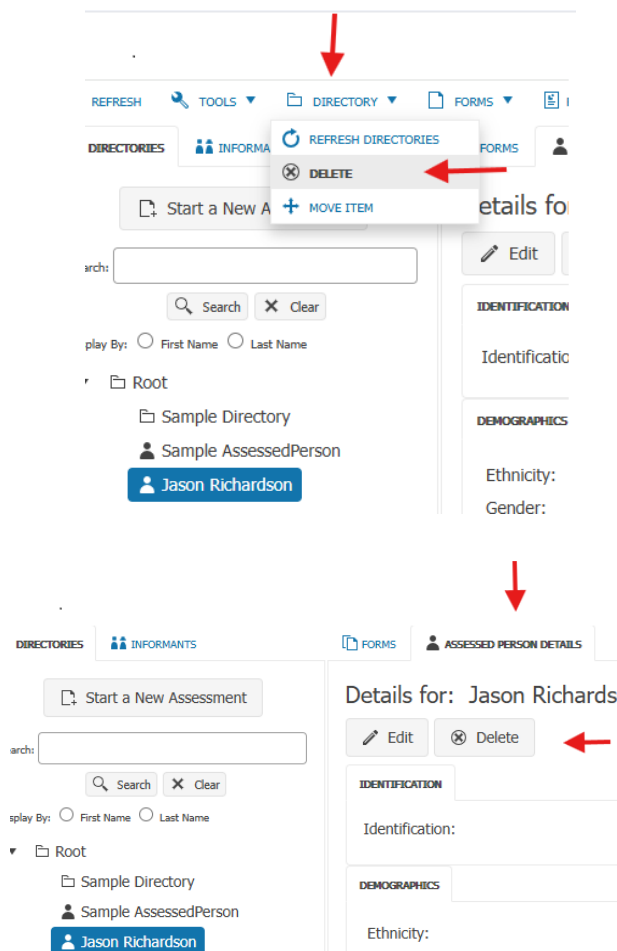 REFRESH TOOLS DIRECTORY FORMS
DIRECTORIES INFORMA REFRESH DIRECTORIES FORMS
DELETE
Start a New A MOVE ITEM etails fo
Edit
arch:
Search Clear IDENTIFICATION
play By: First Name Last Name
Identificatio
Root
Sample Directory DEMOGRAPHICS
Sample AssessedPerson
Ethnicity:
Jason Richardson
Gender:
DIRECTORIES INFORMANTS FORMS ASSESSED PERSON DETAILS
Start a New Assessment Details for: Jason Richards
Edit Delete
arch:
Search Clear IDENTIFICATION
splay By: First Name Last Name
Identification:
Root
Sample Directory DEMOGRAPHICS
Sample AssessedPerson
Ethnicity:
Jason Richardson